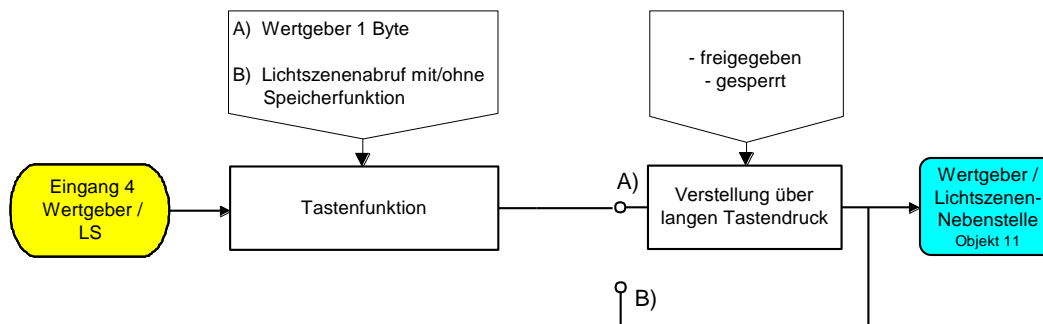 A) Wertgeber 1 Byte
B) Lichtszenenabruf mit/ohne
Speicherfunktion
- freigegeben
- gesperrt
Eingang 4
Wertgeber /
LS
Tastenfunktion
A)
Verstellung über
langen Tastendruck
Wertgeber /
Lichtszenen-
Nebenstelle
Objekt 11
B)